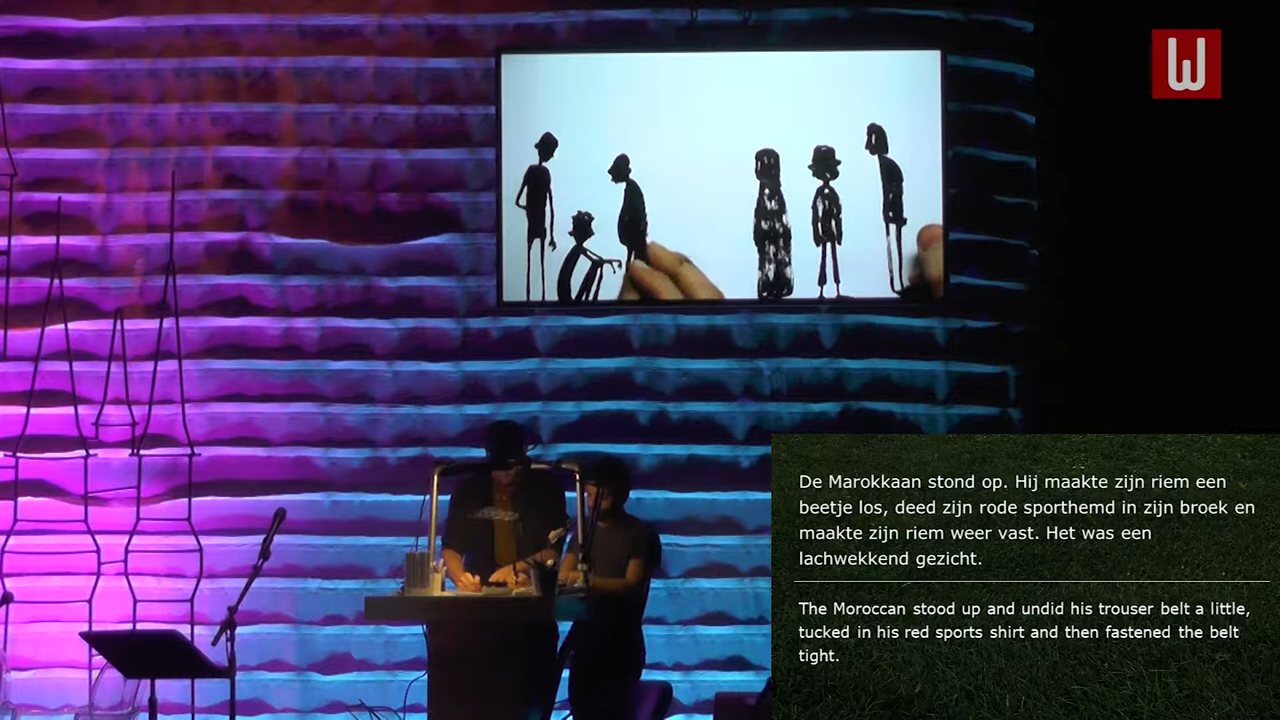 W
De Marokkaan stond op. Hij maakte zijn riem een
beetje los, deed zijn rode sporthemd in zijn broek en
maakte zijn riem weer vast. Het was een
lachwekkend gezicht.
The Moroccan stood up and undid his trouser belt a little,
tucked in his red sports shirt and then fastened the belt
tight.